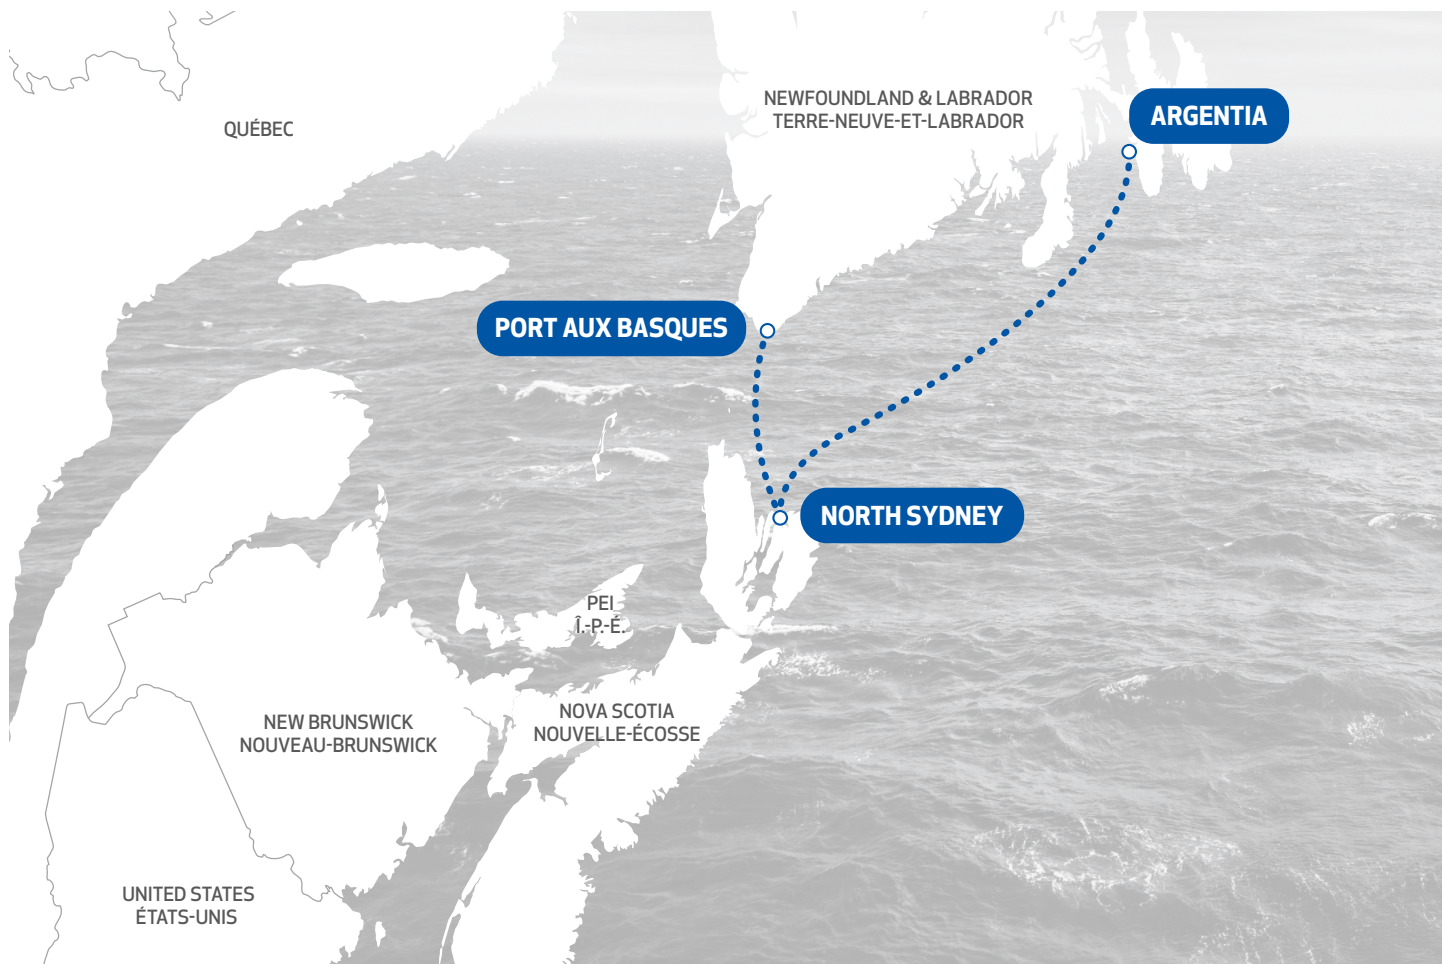 NEWFOUNDLAND & LABRADOR
TERRE-NEUVE-ET-LABRADOR
ARGENTIA
QUÉBEC
PORT AUX BASQUES
NORTH SYDNEY
PEI
Î.-P.-É.
NOVA SCOTIA
NOUVELLE-ÉCOSSE
NEW BRUNSWICK
NOUVEAU-BRUNSWICK
UNITED STATES
ÉTATS-UNIS